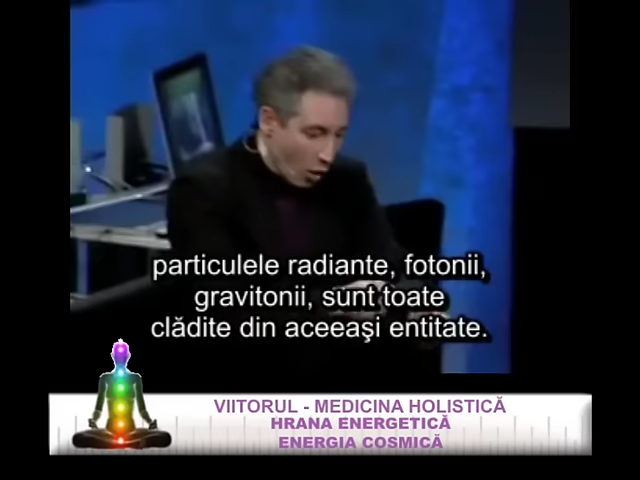 particulele radiante, fotonii,
gravitonii, sunt toate
clădite din aceeaşi entitate.
VIITORUL - MEDICINA HOLISTICĂ
HRANA ENERGETICĂ
ENERGIA COSMICĂ